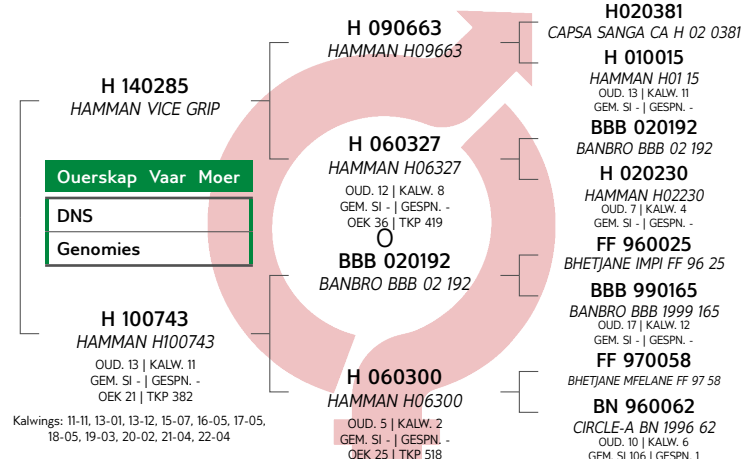 H 140285
HAMMAN VICE GRIP
Ouerskap Vaar Moer
DNS
Genomies
H 100743
HAMMAN H100743
OUD. 13 | KALW. 11
GEM. SI - | GESPN. -
OEK 21 | TKP 382
Kalwings: 11-11, 13-01, 13-12, 15-07, 16-05, 17-05,
18-05, 19-03, 20-02, 21-04, 22-04
H 090663
HAMMAN H09663
H 060327
HAMMAN H06327
OUD. 12 | KALW. 8
GEM. SI - | GESPN. -
OEK 36 | TKP 419
O
BBB 020192
BANBRO BBB 02 192
H 060300
HAMMAN H06300
OUD. 5 | KALW. 2
GEM. SI - | GESPN. -
OEK 25 | TKP 518
H020381
CAPSA SANGA CA H 02 0381
H 010015
HAMMAN H01 15
OUD. 13 | KALW. 11
GEM. SI - | GESPN. -
BBB 020192
BANBRO BBB 02 192
H 020230
HAMMAN H02230
OUD. 7 | KALW. 4
GEM. SI - | GESPN. -
FF 960025
BHETJANE IMPI FF 96 25
BBB 990165
BANBRO BBB 1999 165
OUD. 17 | KALW. 12
GEM. SI - | GESPN. -
FF 970058
BHETJANE MFELANE FF 97 58
BN 960062
CIRCLE-A BN 1996 62
OUD. 10 | KALW. 6
GEM. SI 106 | GESPN. 1